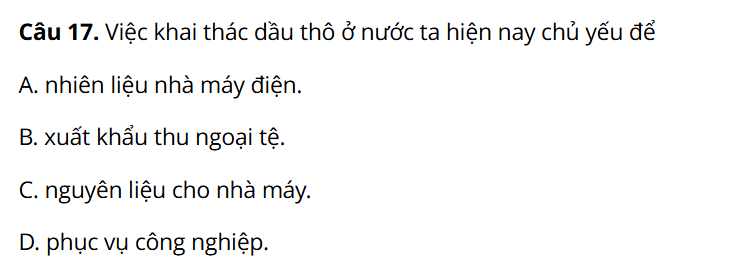 Câu 17. Việc khai thác dầu thô ở nước ta hiện nay chủ yếu để
A. nhiên liệu nhà máy điện.
B. xuất khẩu thu ngoại tệ.
C. nguyên liệu cho nhà máy.
D. phục vụ công nghiệp.